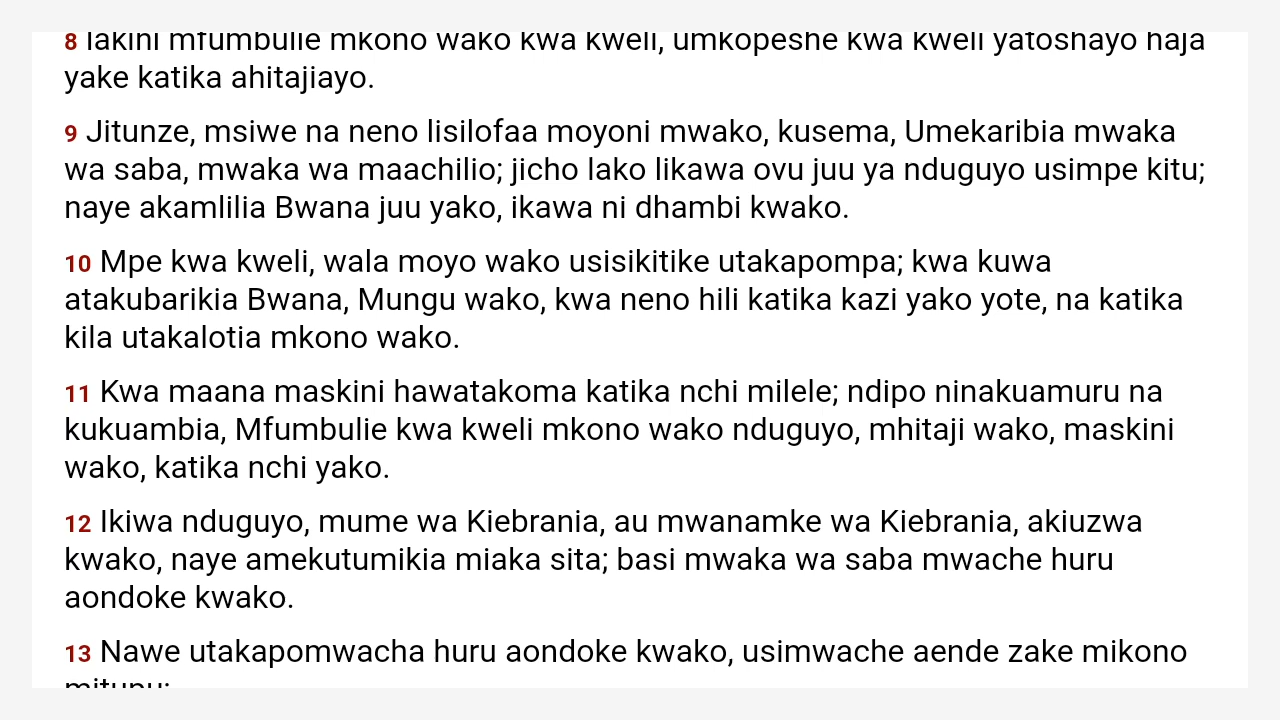 8 lakini mfumbulie mkono wako kwa kweli, umkopeshe kwa kweli yatoshayo haja
yake katika ahitajiayo.
9 Jitunze, msiwe na neno lisilofaa moyoni mwako, kusema, Umekaribia mwaka
wa saba, mwaka wa maachilio; jicho lako likawa ovu juu ya nduguyo usimpe kitu;
naye akamlilia Bwana juu yako, ikawa ni dhambi kwako.
10 Mpe kwa kweli, wala moyo wako usisikitike utakapompa; kwa kuwa
atakubarikia Bwana, Mungu wako, kwa neno hili katika kazi yako yote, na katika
kila utakalotia mkono wako.
11 Kwa maana maskini hawatakoma katika nchi milele; ndipo ninakuamuru na
kukuambia, Mfumbulie kwa kweli mkono wako nduguyo, mhitaji wako, maskini
wako, katika nchi yako.
12 Ikiwa nduguyo, mume wa Kiebrania, au mwanamke wa Kiebrania, akiuzwa
kwako, naye amekutumikia miaka sita; basi mwaka wa saba mwache huru
aondoke kwako.
13 Nawe utakapomwacha huru aondoke kwako, usimwache aende zake mikono
mitupu;